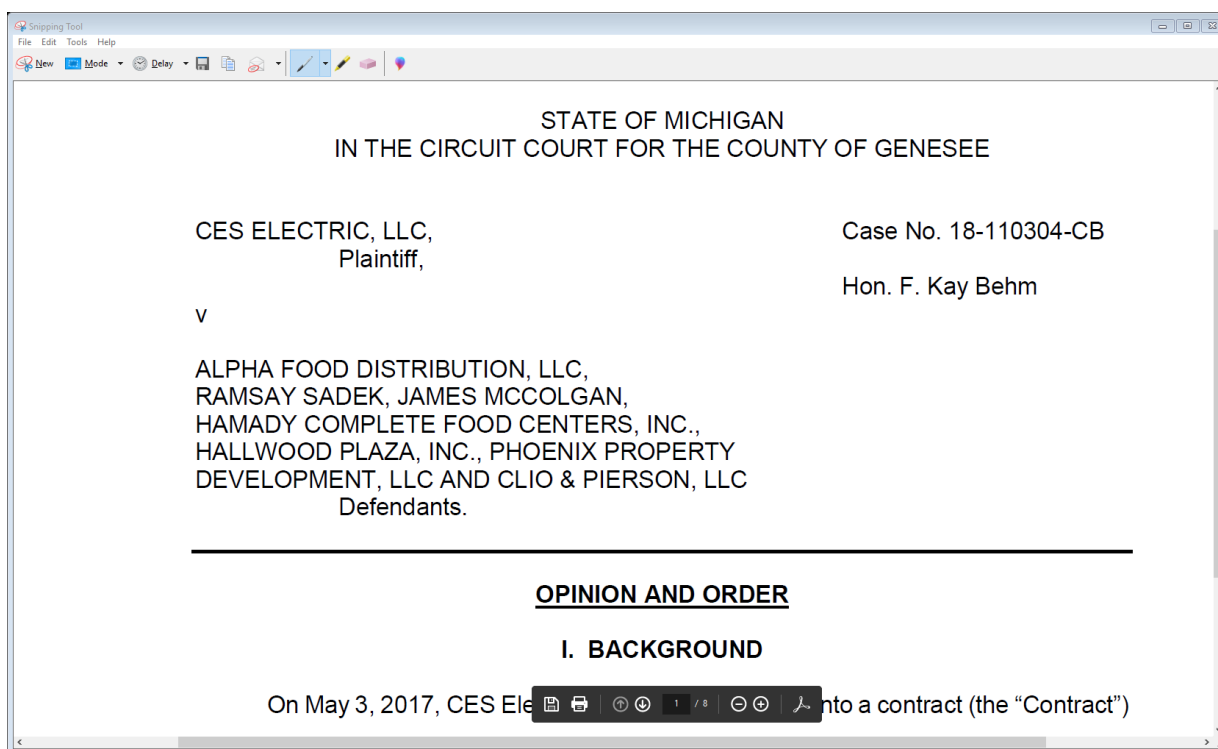 Snipping Tool
File Edit Tools Help
New Mode Delay
STATE OF MICHIGAN
IN THE CIRCUIT COURT FOR THE COUNTY OF GENESEE
CES ELECTRIC, LLC,
Plaintiff,
Case No. 18-110304-CB
Hon. F. Kay Behm
v
ALPHA FOOD DISTRIBUTION, LLC,
RAMSAY SADEK, JAMES MCCOLGAN,
HAMADY COMPLETE FOOD CENTERS, INC.,
HALLWOOD PLAZA, INC., PHOENIX PROPERTY
DEVELOPMENT, LLC AND CLIO & PIERSON, LLC
Defendants.
OPINION AND ORDER
I. BACKGROUND
On May 3, 2017, CES nto a contract (the “Contract”)
1 / 8